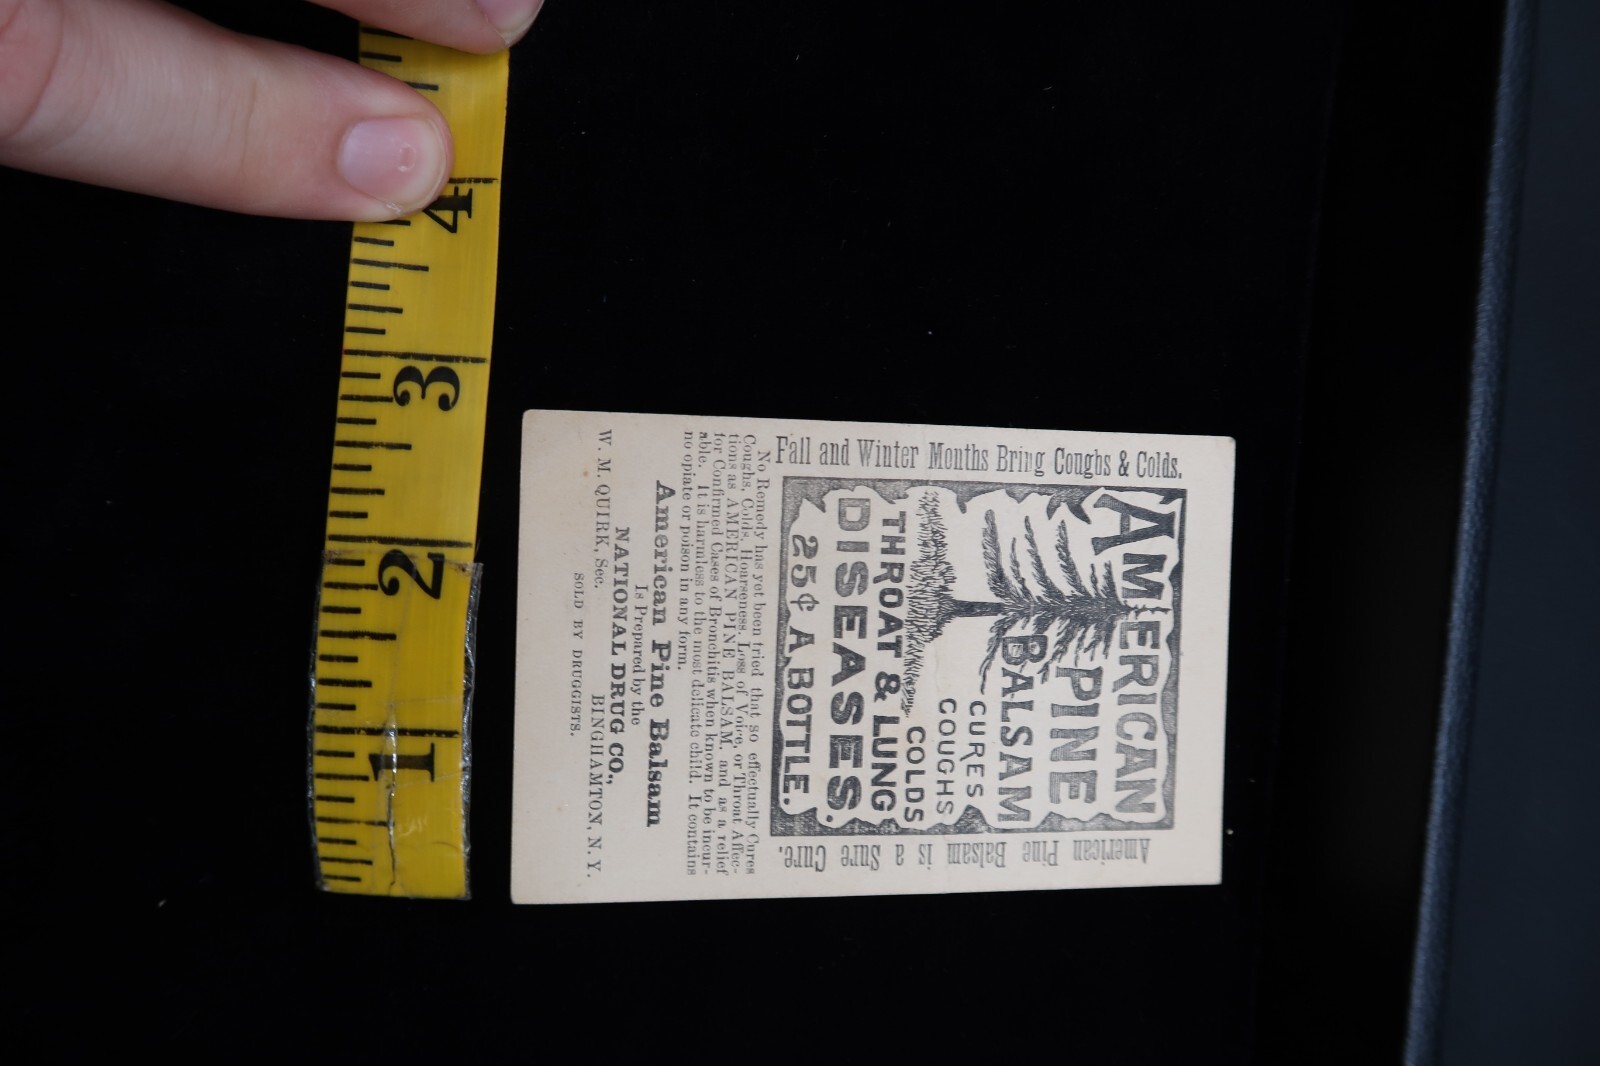 Fall and Winter Months Bring Coughs & Colds.
AMERICAN
PINE
BALSAM
CURES
COUGHS
COLDS
THROAT & LUNG
DISEASES.
25¢ A BOTTLE.
American Pine Balsam is a Sure Cure.
No Remedy has yet been tried that so effectually Cures
Coughs, Colds, Hoarseness, Loss of Voice, or Throat Affec-
tions as AMERICAN PINE BALSAM, and as a relief
for Confirmed Cases of Bronchitis when known to be incur-
able. It is harmless to the most delicate child. It contains
no opiate or poison in any form.
American Pine Balsam
Is Prepared by the
NATIONAL DRUG CO.,
W. M. QUIRK, Sec. BINGHAMTON, N. Y.
SOLD BY DRUGGISTS.
1
2
3
4